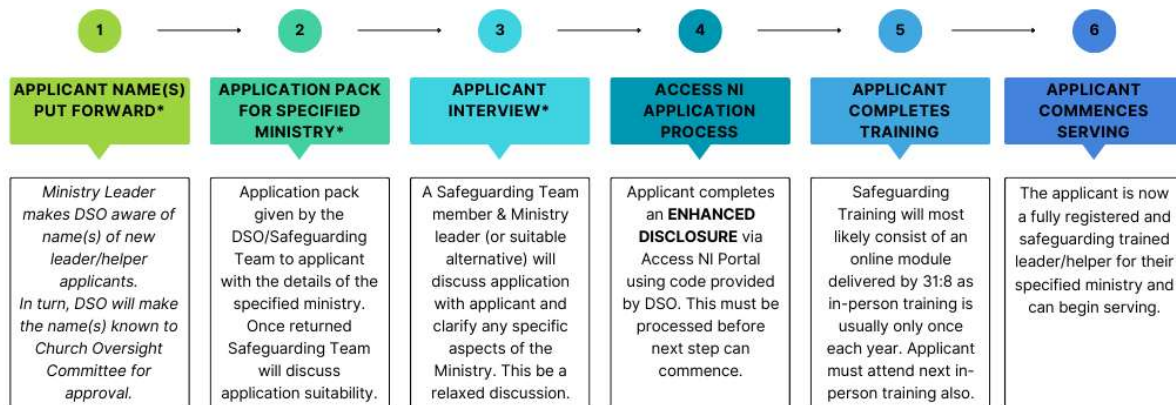 1
2
3
4
5
6
APPLICANT NAME(S)
PUT FORWARD*
APPLICATION PACK
FOR SPECIFIED
MINISTRY*
APPLICANT
INTERVIEW*
ACCESS NI
APPLICATION
PROCESS
APPLICANT
COMPLETES
TRAINING
APPLICANT
COMMENCES
SERVING
Ministry Leader
makes DSO aware of
name(s) of new
leader/helper
applicants.
In turn, DSO will make
the name(s) known to
Church Oversight
Committee for
approval.
Application pack
given by the
DSO/Safeguarding
Team to applicant
with the details of the
specified ministry.
Once returned
Safeguarding Team
will discuss
application suitability.
A Safeguarding Team
member & Ministry
leader (or suitable
alternative) will
discuss application
with applicant and
clarify any specific
aspects of the
Ministry. This be a
relaxed discussion.
Applicant completes
an ENHANCED
DISCLOSURE via
Access NI Portal
using code provided
by DSO. This must be
processed before
next step can
commence.
Safeguarding
Training will most
likely consist of an
online module
delivered by 31:8 as
in-person training is
usually only once
each year. Applicant
must attend next in-
person training also.
The applicant is now
a fully registered and
safeguarding trained
leader/helper for their
specified ministry and
can begin serving.